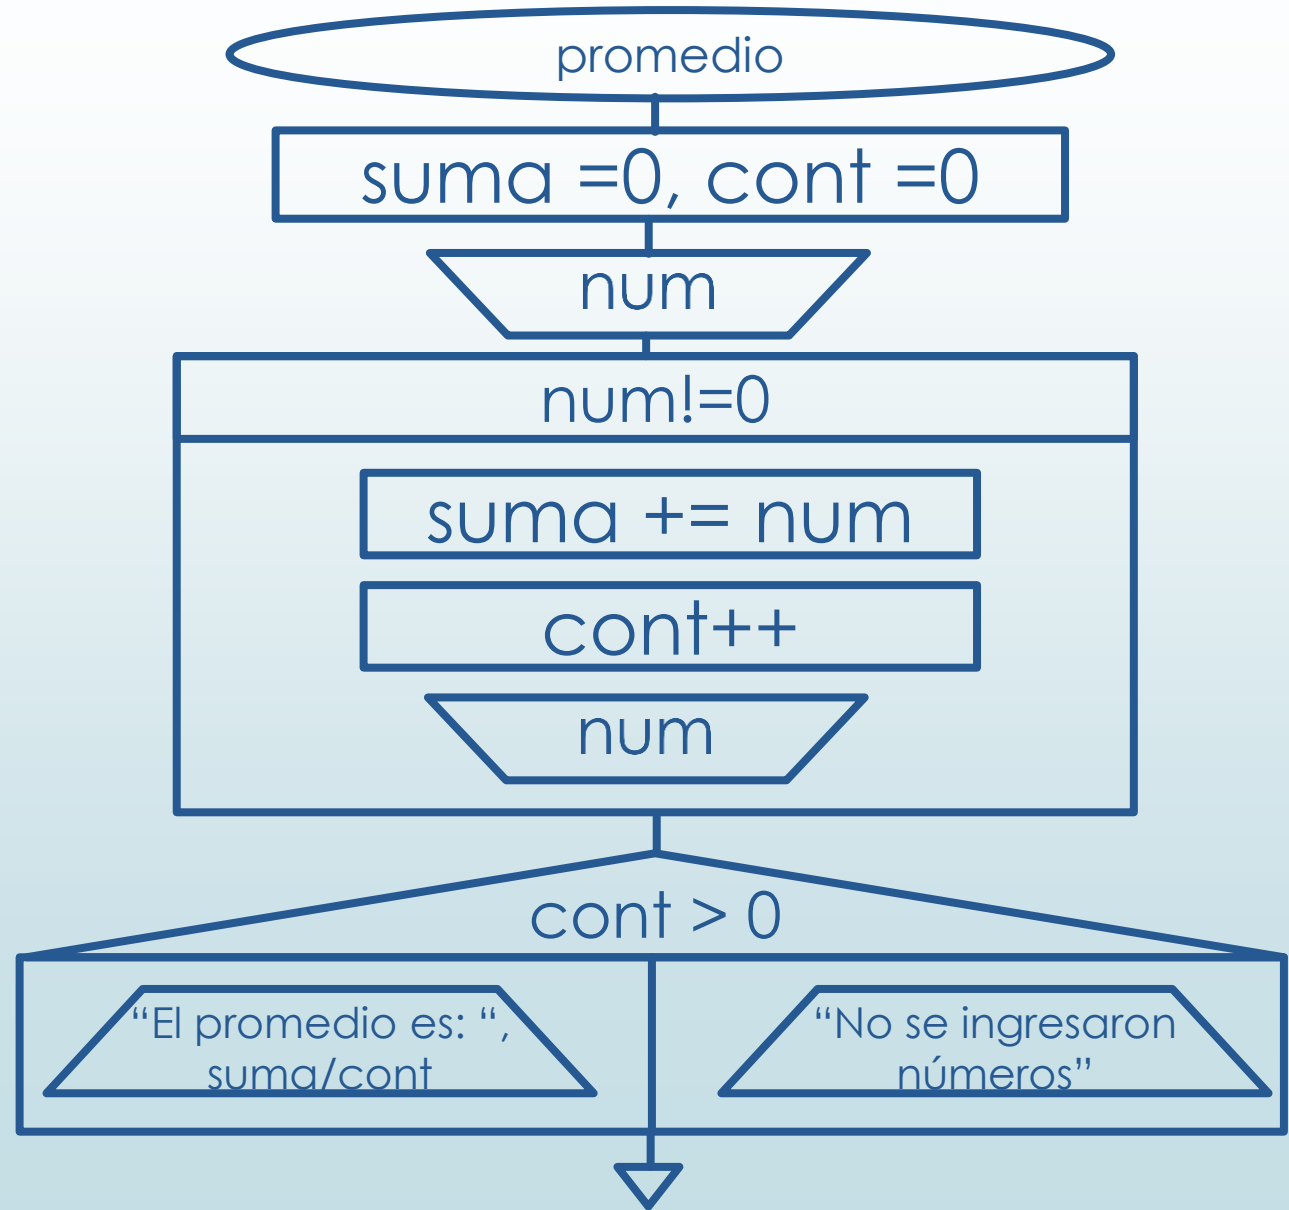 promedio
suma =0, cont =0
num
num!=0
suma += num
cont++
num
cont > 0
“El promedio es: “,
suma/cont
“No se ingresaron
números”